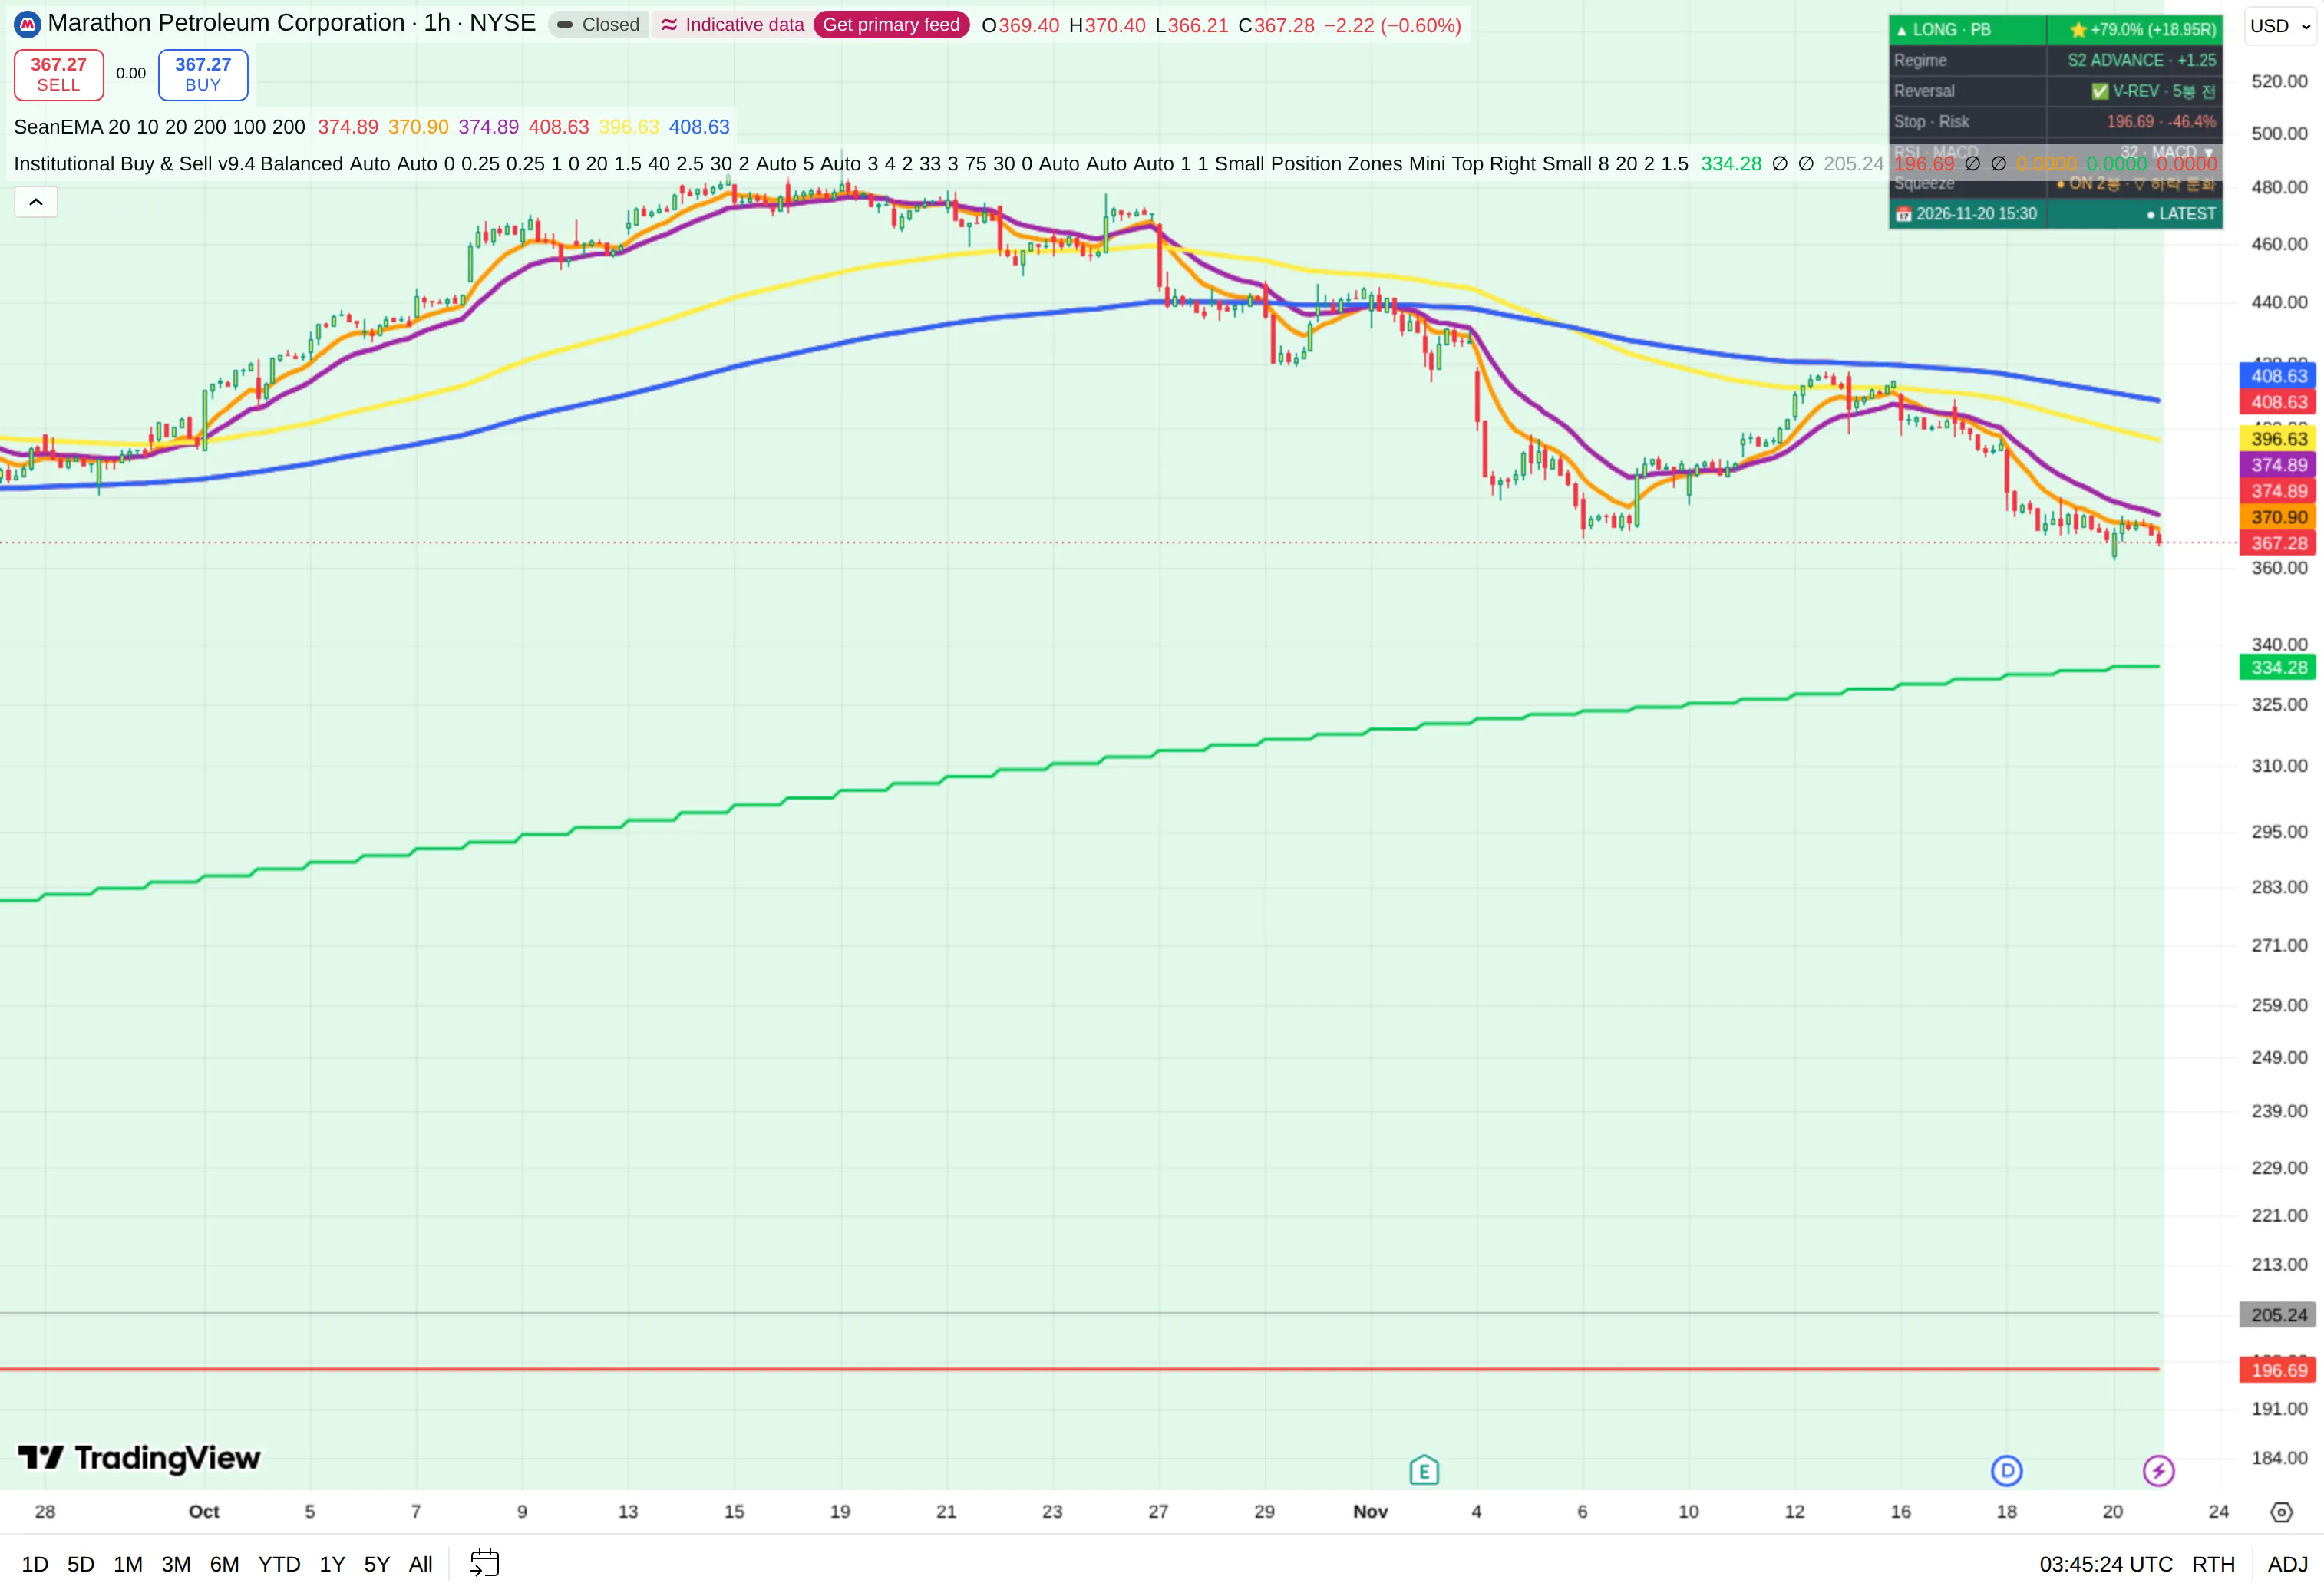 Marathon Petroleum Corporation · 1h · NYSE Closed Indicative data Get primary feed O369.40 H370.40 L366.21 C367.28 −2.22 (−0.60%)
367.27 SELL 0.00 367.27 BUY
SeanEMA 20 10 20 200 100 200 374.89 370.90 374.89 408.63 396.63 408.63
Institutional Buy & Sell v9.4 Balanced Auto Auto 0 0.25 0.25 1 0 20 1.5 40 2.5 30 2 Auto 5 Auto 3 4 2 33 3 75 30 0 Auto Auto Auto 1 1 Small Position Zones Mini Top Right Small 8 20 2 1.5 334.28 ∅ ∅ 205.24 196.69 ∅ ∅ 0.0000 0.0000 0.0000
▲ LONG · PB ⭐ +79.0% (+18.95R)
Regime S2 ADVANCE · +1.25
Reversal ✅ V-REV · 5봉 전
Stop · Risk 196.69 · -46.4%
RSI · MACD 32 · MACD ▼
Squeeze ● ON 2봉 · ▽ 하락 둔화
📅 2026-11-20 15:30 ● LATEST
USD
520.00
500.00
480.00
460.00
440.00
408.63
408.63
396.63
374.89
374.89
370.90
367.28
360.00
340.00
334.28
325.00
310.00
295.00
283.00
271.00
259.00
249.00
239.00
229.00
221.00
213.00
205.24
196.69
191.00
184.00
TradingView
E D
28 Oct 5 7 9 13 15 19 21 23 27 29 Nov 4 6 10 12 16 18 20 24
1D 5D 1M 3M 6M YTD 1Y 5Y All
03:45:24 UTC RTH ADJ